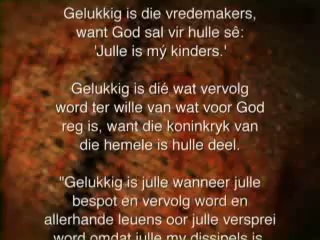 Gelukkig is die vredemakers,
want God sal vir hulle sê:
'Julle is mý kinders.'
Gelukkig is dié wat vervolg
word ter wille van wat voor God
reg is, want die koninkryk van
die hemele is hulle deel.
"Gelukkig is julle wanneer julle
bespot en vervolg word en
allerhande leuens oor julle versprei
word omdat julle my dissipels is